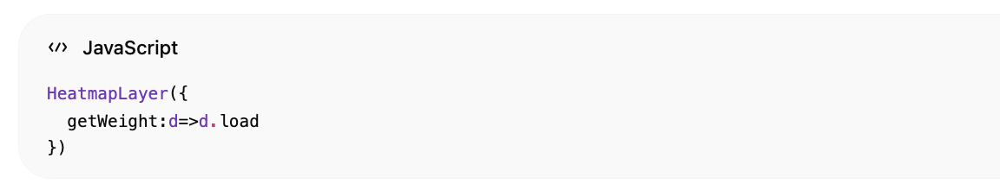 </> JavaScript
HeatmapLayer({
  getWeight:d=>d.load
})